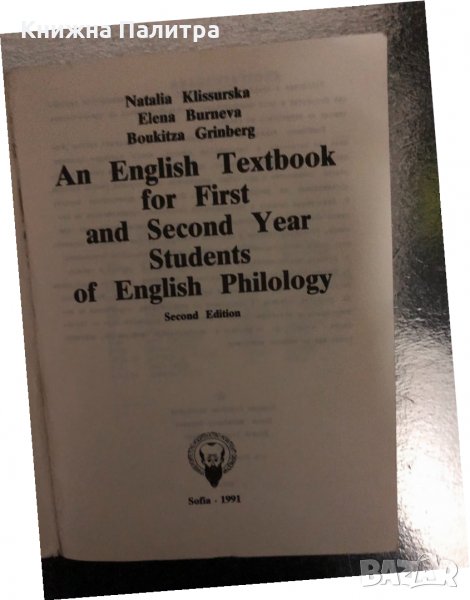 Книжна Палитра
Natalia Klissurska
Elena Burneva
Boukitza Grinberg
An English Textbook
for First
and Second Year
Students
of English Philology
Second Edition
Sofia - 1991
BAZAR